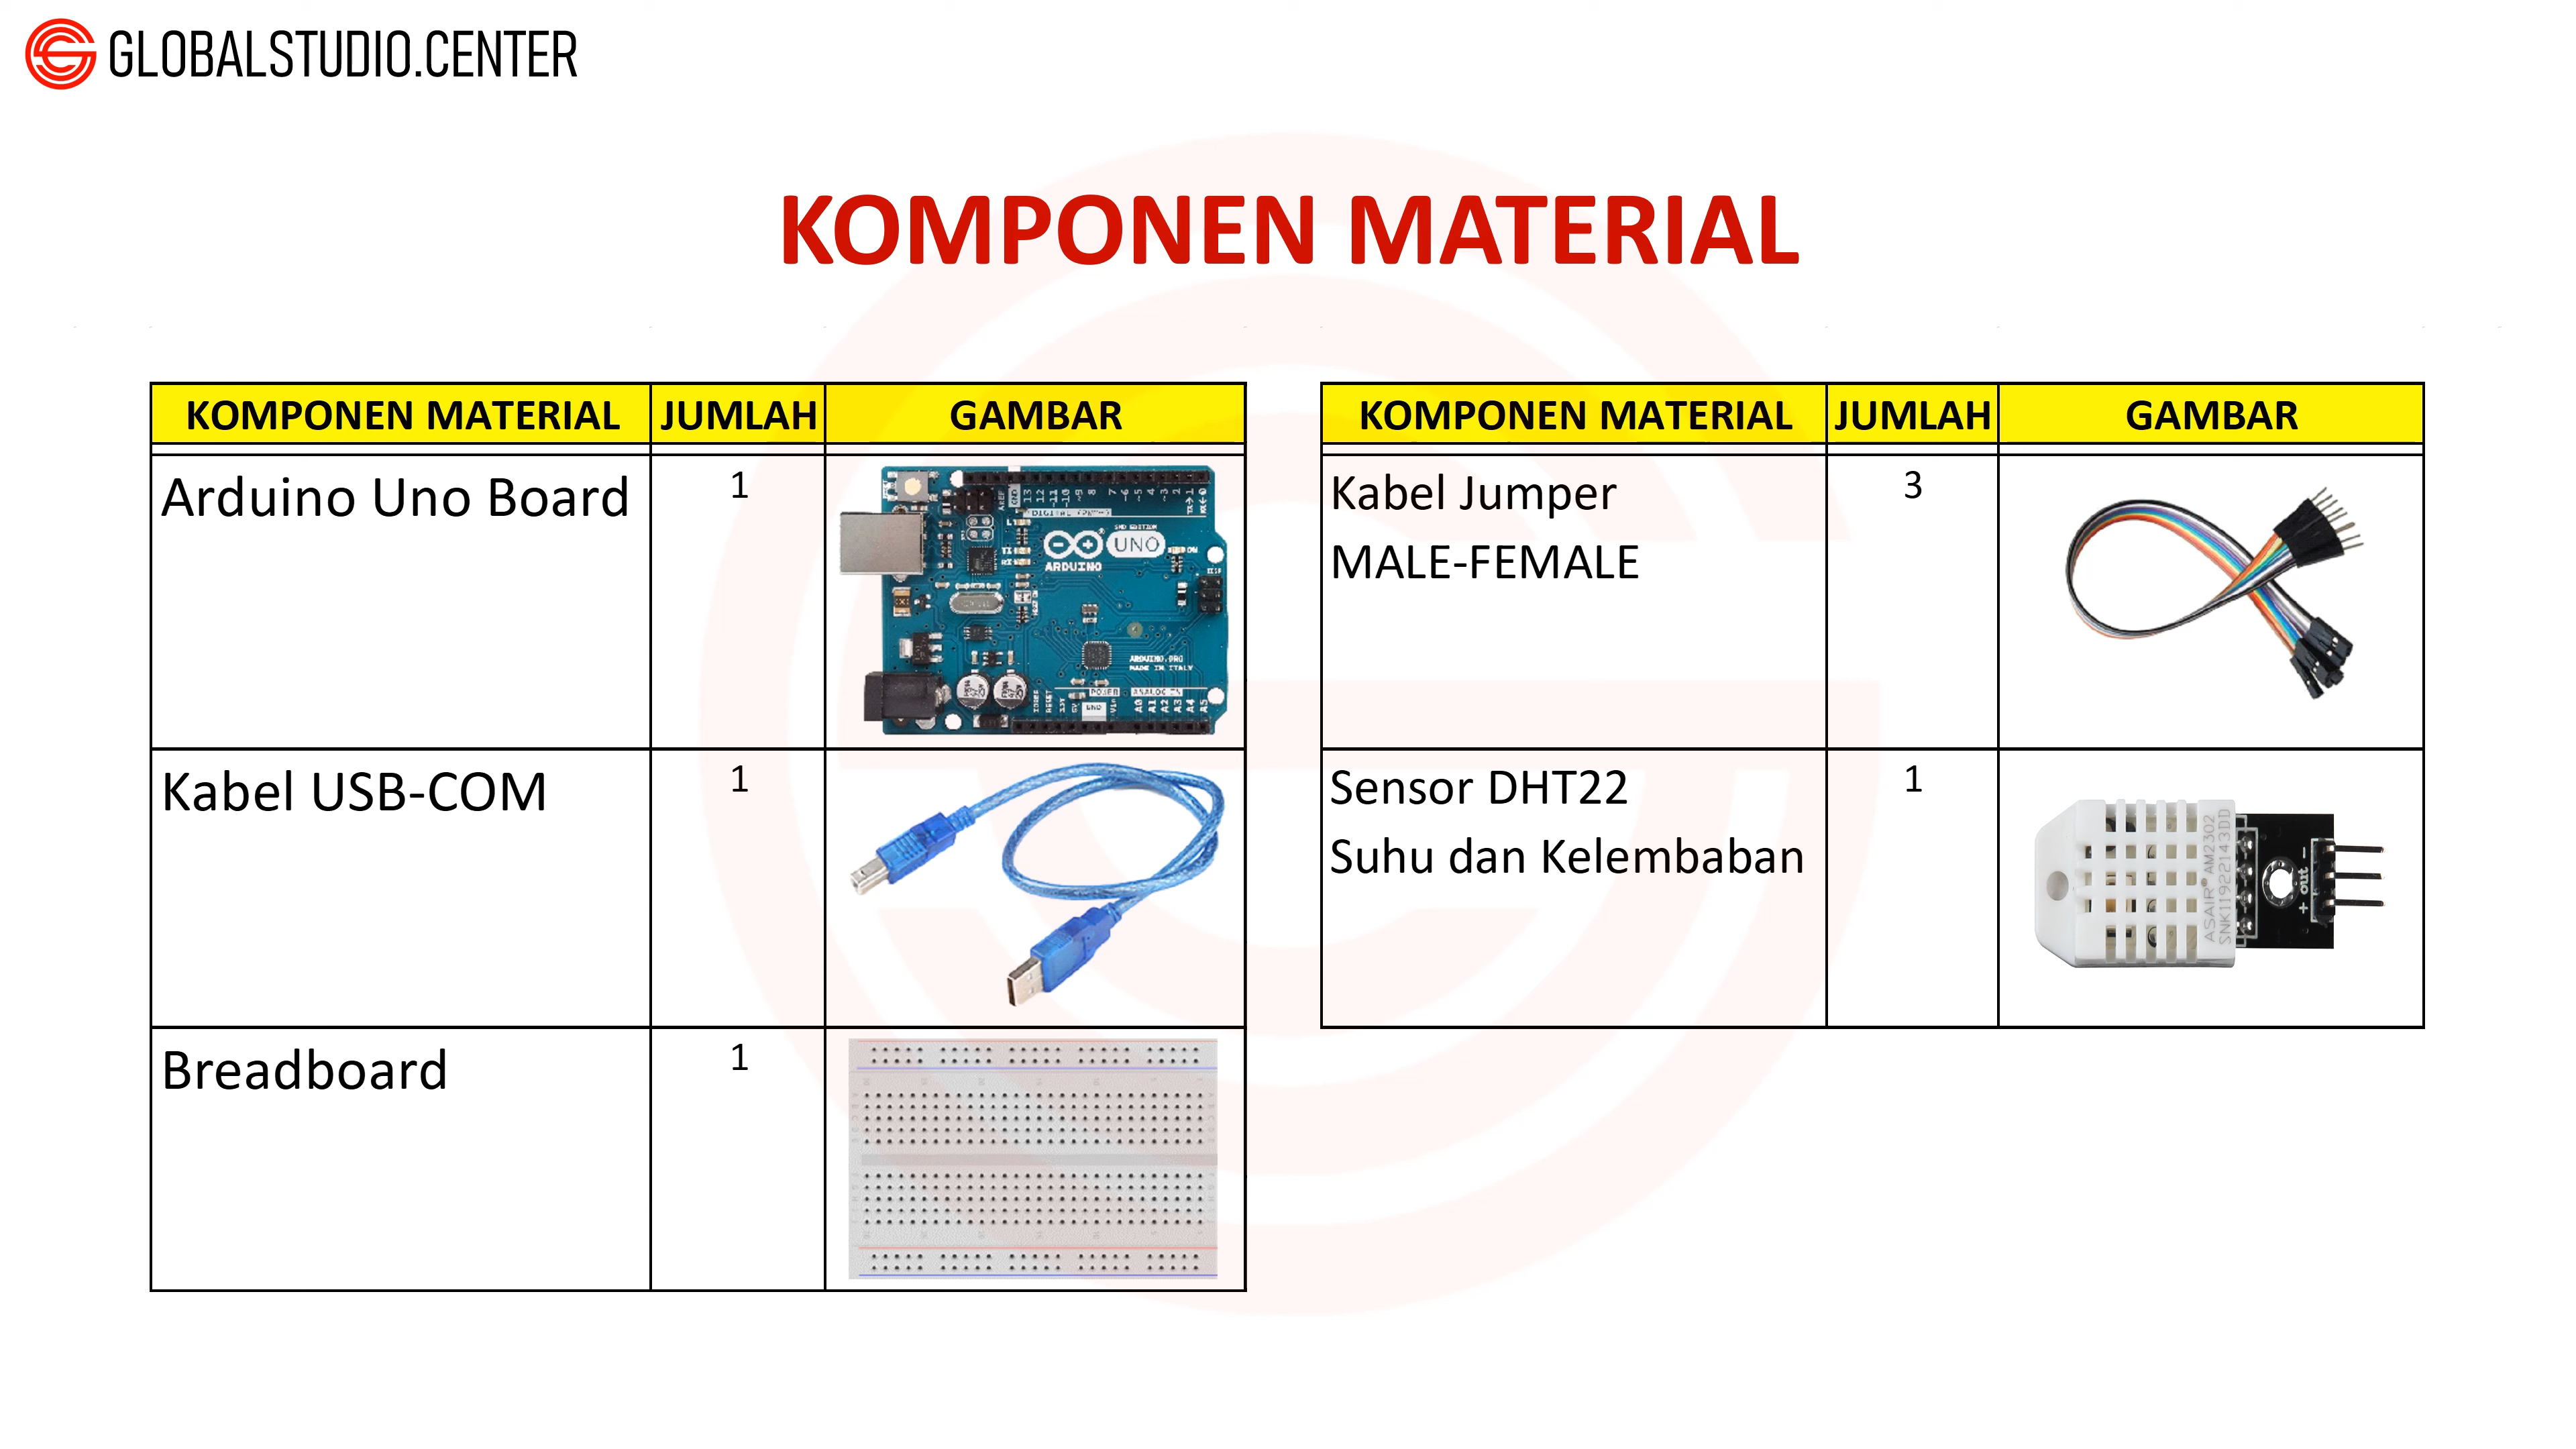 GLOBALSTUDIO.CENTER
KOMPONEN MATERIAL
KOMPONEN MATERIAL JUMLAH GAMBAR
Arduino Uno Board 1
ARDUINO
UNO
Kabel USB-COM 1
Breadboard 1
KOMPONEN MATERIAL JUMLAH GAMBAR
Kabel Jumper 3
MALE-FEMALE
Sensor DHT22 1
Suhu dan Kelembaban
ASAIR® AM2302
SNK11922143DD
+ out -